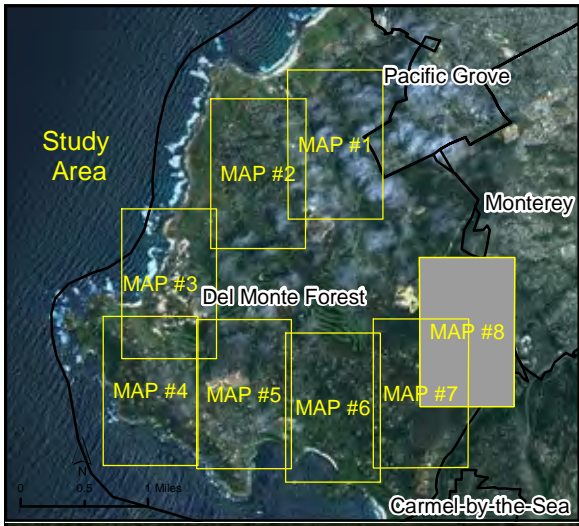 Pacific Grove
Study
Area
MAP #1
MAP #2
Monterey
MAP #3
Del Monte Forest
MAP #8
MAP #4
MAP #5
MAP #6
MAP #7
N
0 0.5 1 Miles
Carmel-by-the-Sea